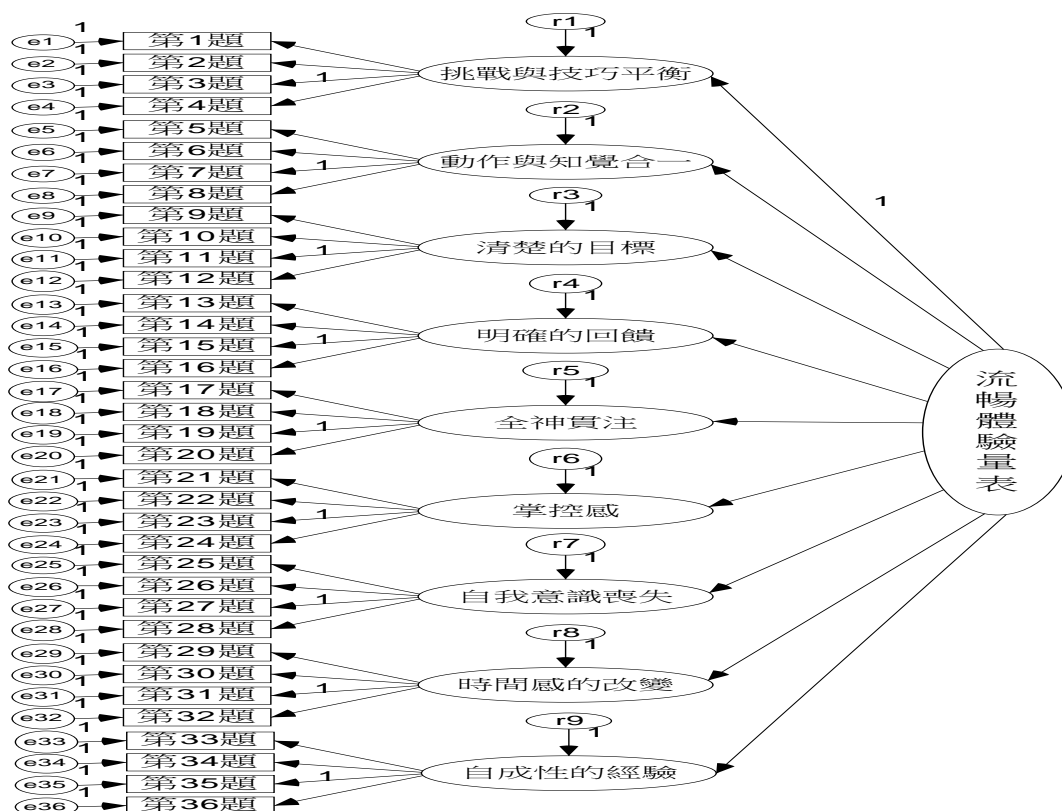 1
r1
1
e1
1
第1題
e2
1
第2題
挑戰與技巧平衡
e3
1
第3題
1
e4
1
第4題
r2
1
e5
1
第5題
e6
1
第6題
動作與知覺合一
e7
1
第7題
1
e8
1
第8題
r3
1
1
e9
1
第9題
e10
1
第10題
清楚的目標
e11
1
第11題
1
e12
1
第12題
r4
1
e13
1
第13題
e14
1
第14題
明確的回饋
e15
1
第15題
1
e16
1
第16題
r5
1
e17
1
第17題
e18
1
第18題
全神貫注
e19
1
第19題
1
e20
1
第20題
流暢體驗量表
r6
1
e21
1
第21題
e22
1
第22題
掌控感
e23
1
第23題
1
e24
1
第24題
r7
1
e25
1
第25題
e26
1
第26題
自我意識喪失
e27
1
第27題
1
e28
1
第28題
r8
1
e29
1
第29題
e30
1
第30題
時間感的改變
e31
1
第31題
1
e32
1
第32題
r9
1
e33
1
第33題
e34
1
第34題
自成性的經驗
e35
1
第35題
1
e36
第36題